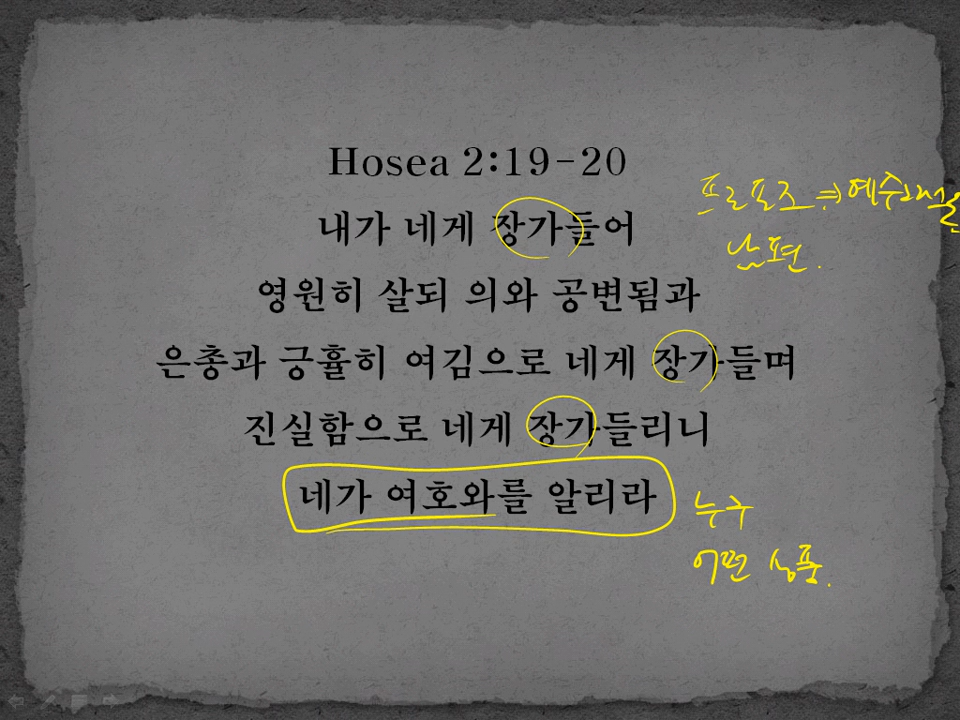 Hosea 2:19-20
내가 네게 장가들어
영원히 살되 의와 공변됨과
은총과 긍휼히 여김으로 네게 장가들며
진실함으로 네게 장가들리니
네가 여호와를 알리라
프로포즈 ⇒
남편.
누구
어떤 성품.